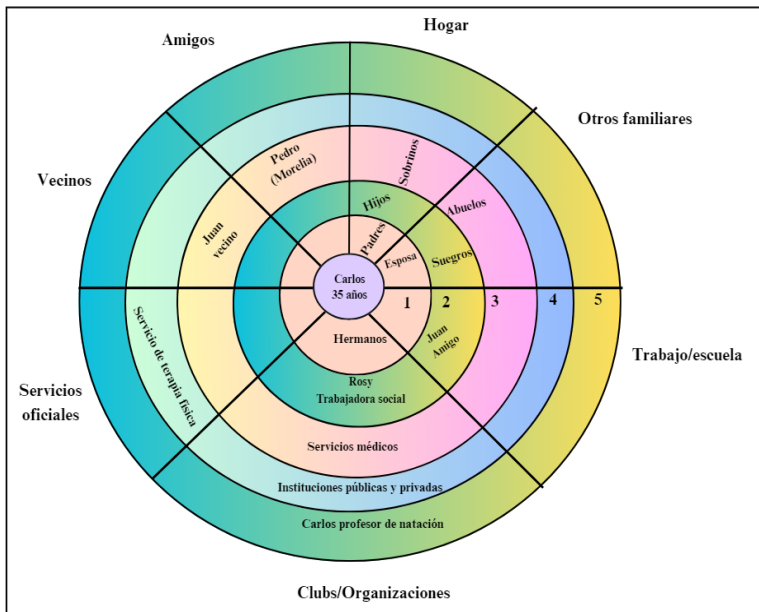 Hogar
Amigos
Otros familiares
Vecinos
Pedro
(Morelia)
Sobrinos
Hijos
Abuelos
Juan
vecino
Padres
Esposa
Suegros
Carlos
35 años
1
2
3
4
5
Hermanos
Juan
Amigo
Trabajo/escuela
Servicio de terapia física
Rosy
Trabajadora social
Servicios
oficiales
Servicios médicos
Instituciones públicas y privadas
Carlos profesor de natación
Clubs/Organizaciones